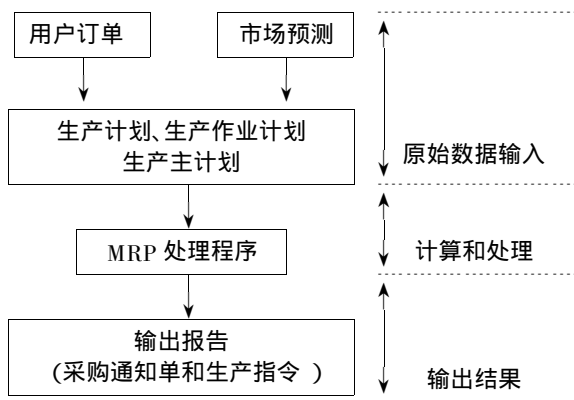 用户订单
市场预测
生产计划、生产作业计划
生产主计划
原始数据输入
MRP 处理程序
计算和处理
输出报告
(采购通知单和生产指令 )
输出结果